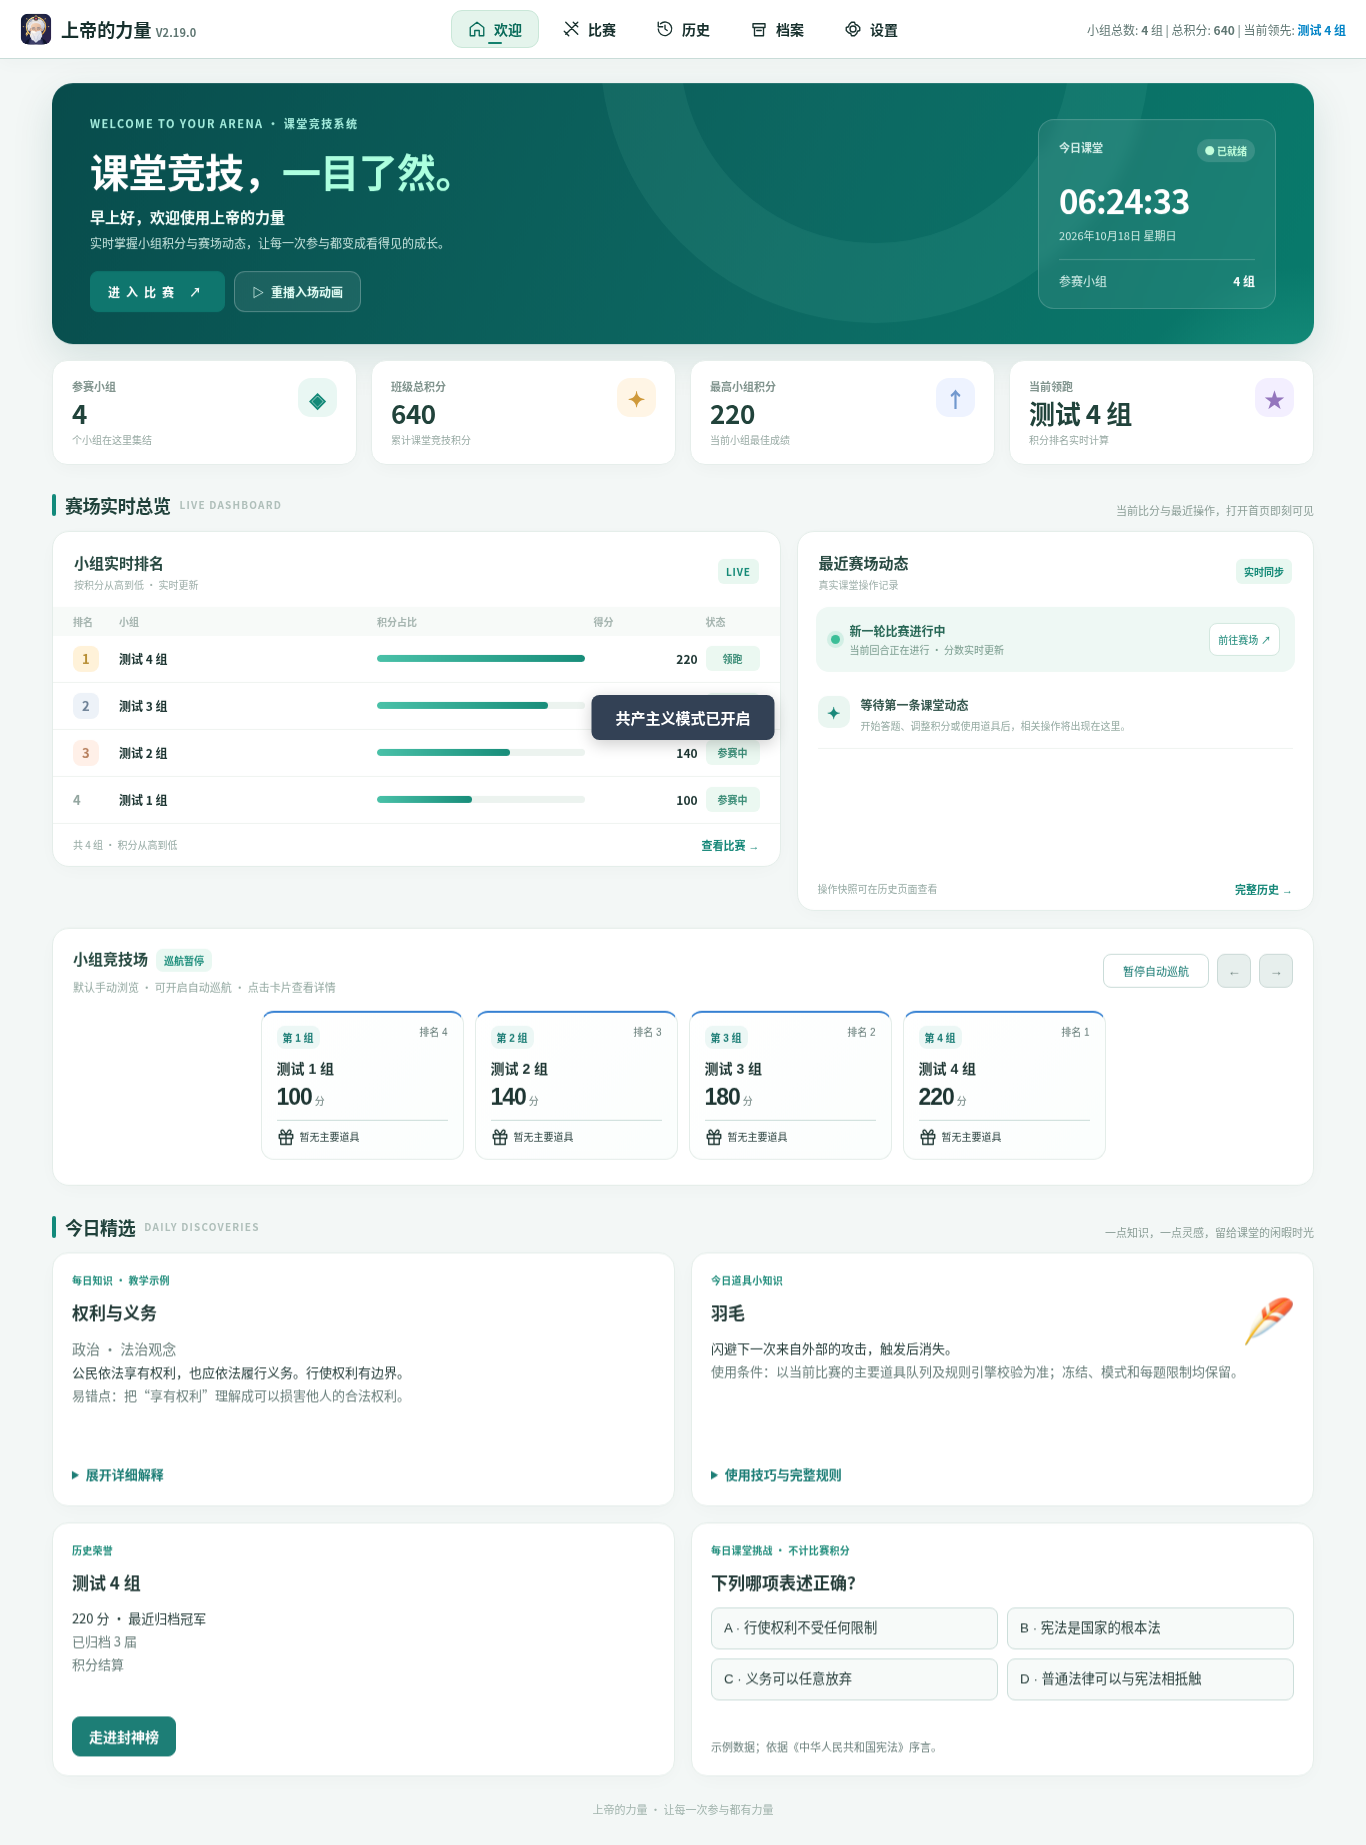 上帝的力量 V2.19.0
欢迎
比赛
历史
档案
设置
小组总数: 4 组 | 总积分: 640 | 当前领先: 测试 4 组
WELCOME TO YOUR ARENA · 课堂竞技系统
课堂竞技，一目了然。
早上好，欢迎使用上帝的力量
实时掌握小组积分与赛场动态，让每一次参与都变成看得见的成长。
进入比赛 ↗
▷ 重播入场动画
今日课堂
已就绪
06:24:33
2026年10月18日 星期日
参赛小组 4 组
参赛小组
4
个小组在这里集结
班级总积分
640
累计课堂竞技积分
最高小组积分
220
当前小组最佳成绩
当前领跑
测试 4 组
积分排名实时计算
赛场实时总览 LIVE DASHBOARD
当前比分与最近操作，打开首页即刻可见
小组实时排名
按积分从高到低 · 实时更新
LIVE
排名 小组 积分占比 得分 状态
1 测试 4 组 220 领跑
2 测试 3 组
共产主义模式已开启
3 测试 2 组 140 参赛中
4 测试 1 组 100 参赛中
共 4 组 · 积分从高到低
查看比赛 →
最近赛场动态
真实课堂操作记录
实时同步
新一轮比赛进行中
当前回合正在进行 · 分数实时更新
前往赛场 ↗
等待第一条课堂动态
开始答题、调整积分或使用道具后，相关操作将出现在这里。
操作快照可在历史页面查看
完整历史 →
小组竞技场 巡航暂停
默认手动浏览 · 可开启自动巡航 · 点击卡片查看详情
暂停自动巡航
←
→
第 1 组 排名 4
测试 1 组
100 分
暂无主要道具
第 2 组 排名 3
测试 2 组
140 分
暂无主要道具
第 3 组 排名 2
测试 3 组
180 分
暂无主要道具
第 4 组 排名 1
测试 4 组
220 分
暂无主要道具
今日精选 DAILY DISCOVERIES
一点知识，一点灵感，留给课堂的闲暇时光
每日知识 · 教学示例
权利与义务
政治 · 法治观念
公民依法享有权利，也应依法履行义务。行使权利有边界。
易错点：把“享有权利”理解成可以损害他人的合法权利。
展开详细解释
今日道具小知识
羽毛
闪避下一次来自外部的攻击，触发后消失。
使用条件：以当前比赛的主要道具队列及规则引擎校验为准；冻结、模式和每题限制均保留。
使用技巧与完整规则
历史荣誉
测试 4 组
220 分 · 最近归档冠军
已归档 3 届
积分结算
走进封神榜
每日课堂挑战 · 不计比赛积分
下列哪项表述正确？
A · 行使权利不受任何限制
B · 宪法是国家的根本法
C · 义务可以任意放弃
D · 普通法律可以与宪法相抵触
示例数据；依据《中华人民共和国宪法》序言。
上帝的力量 · 让每一次参与都有力量